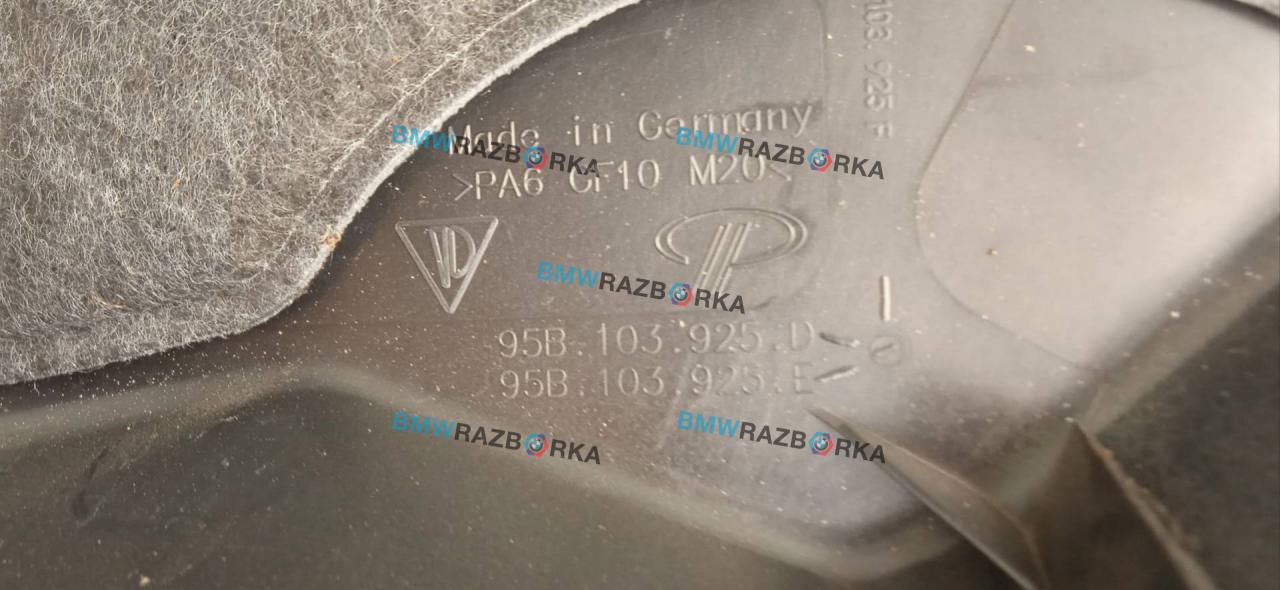 103.925 F
Made in Germany
>PA6 GF10 M20<
95B.103.925.D
95B.103.925.E
BMWRAZBORKA
BMWRAZBORKA
BMWRAZBORKA
BMWRAZBORKA
BMWRAZBORKA